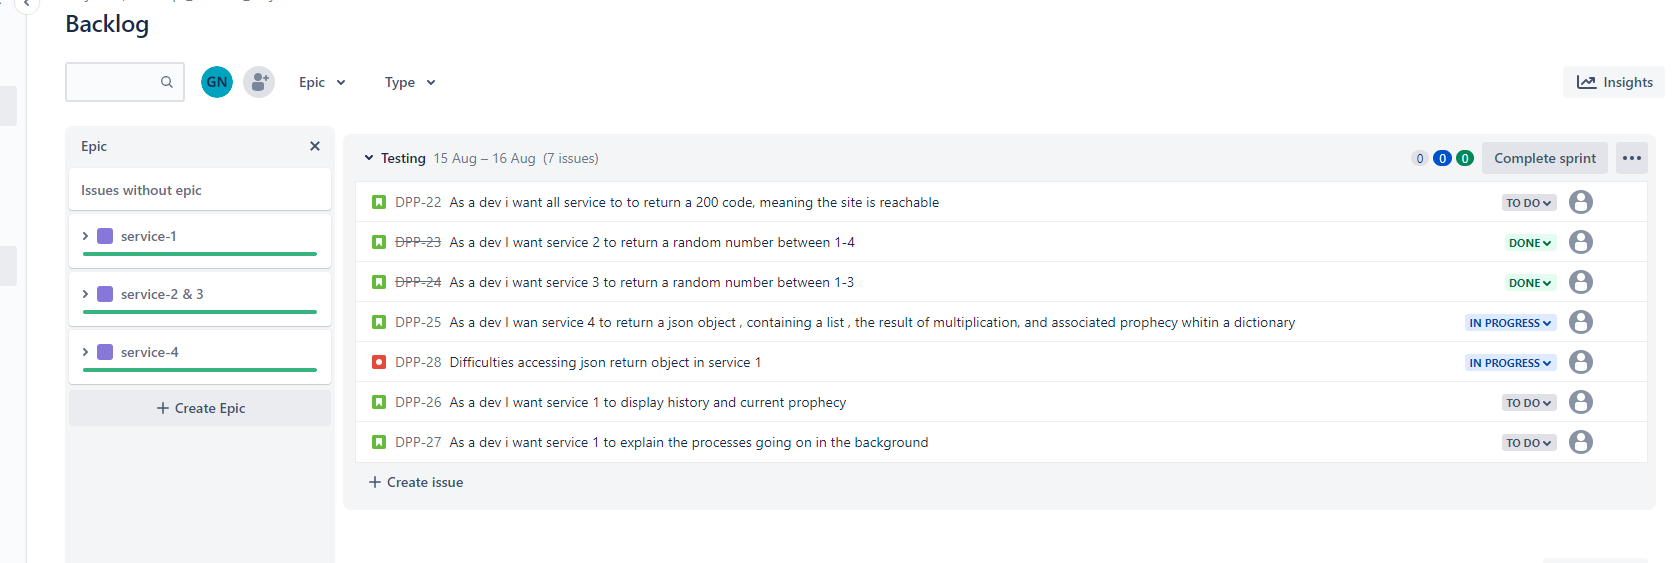 Backlog
GN
Epic
Type
Insights
Epic
Issues without epic
service-1
service-2 & 3
service-4
Create Epic
Testing 15 Aug – 16 Aug (7 issues)
0 0 0 Complete sprint
DPP-22 As a dev i want all service to to return a 200 code, meaning the site is reachable TO DO
DPP-23 As a dev I want service 2 to return a random number between 1-4 DONE
DPP-24 As a dev i want service 3 to return a random number between 1-3 DONE
DPP-25 As a dev I wan service 4 to return a json object , containing a list , the result of multiplication, and associated prophecy whitin a dictionary IN PROGRESS
DPP-28 Difficulties accessing json return object in service 1 IN PROGRESS
DPP-26 As a dev I want service 1 to display history and current prophecy TO DO
DPP-27 As a dev i want service 1 to explain the processes going on in the background TO DO
Create issue